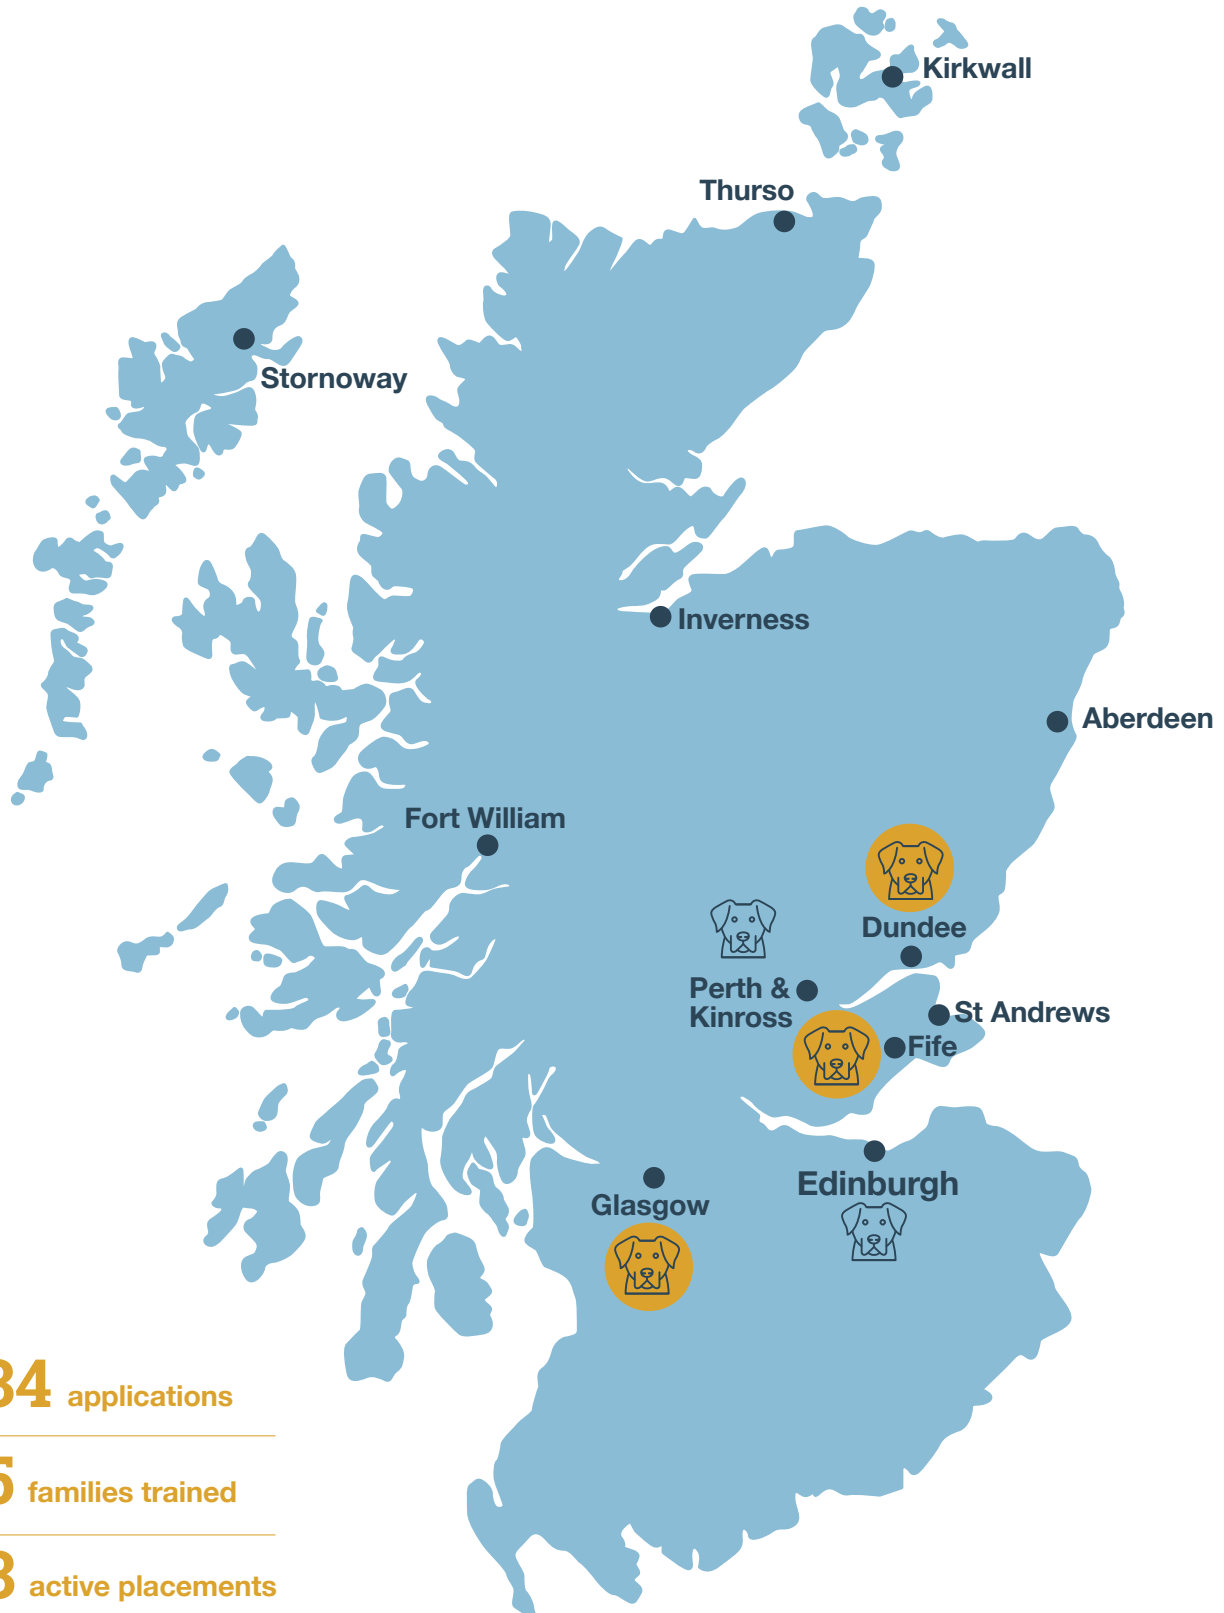 Kirkwall
Thurso
Stornoway
Inverness
Aberdeen
Fort William
Dundee
Perth &
Kinross
St Andrews
Fife
Edinburgh
Glasgow
applications
families trained
active placements